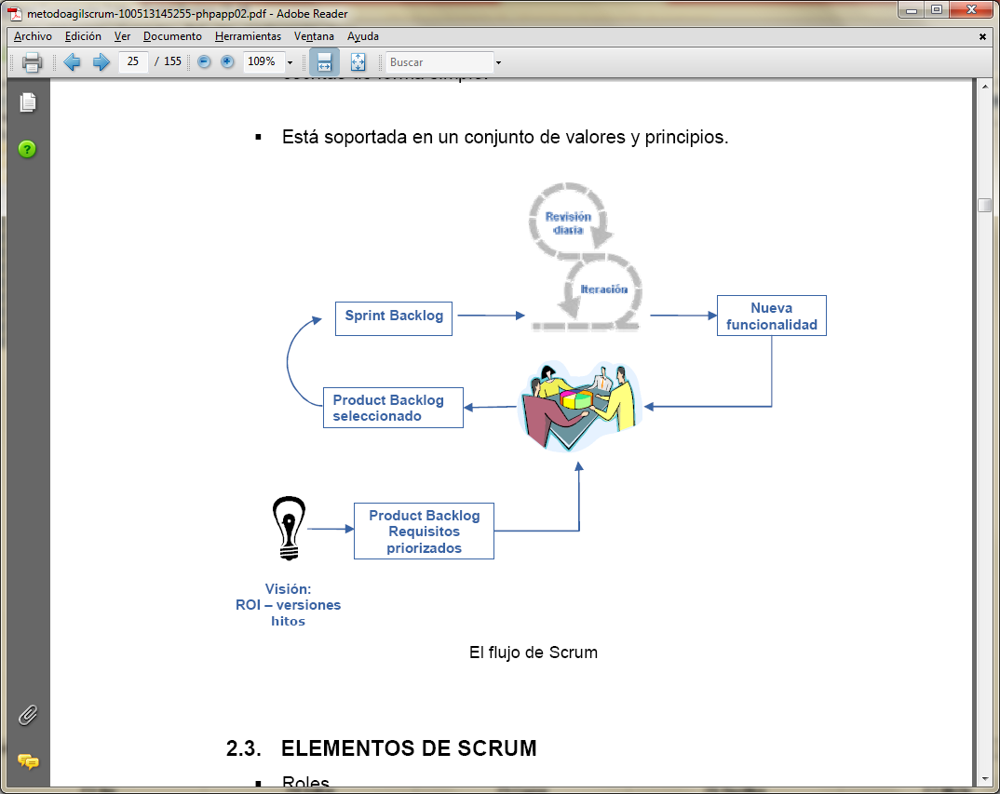 metodoagilscrum-100513145255-phpapp02.pdf - Adobe Reader
Archivo Edición Ver Documento Herramientas Ventana Ayuda
25 / 155 109% Buscar
Está soportada en un conjunto de valores y principios.
Revisión
diaria
Iteración
Sprint Backlog
Nueva
funcionalidad
Product Backlog
seleccionado
Product Backlog
Requisitos
priorizados
Visión:
ROI – versiones
hitos
El flujo de Scrum
2.3. ELEMENTOS DE SCRUM
Roles